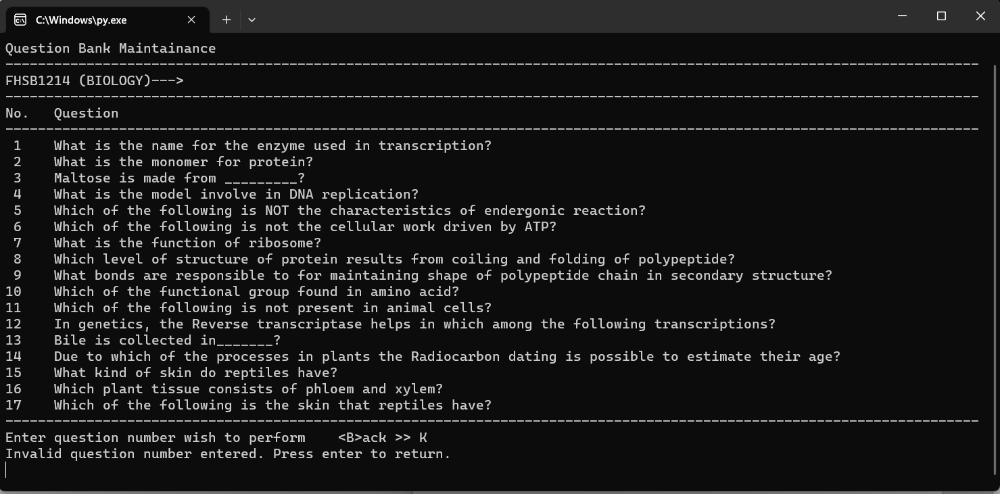 C:\Windows\py.exe
Question Bank Maintainance
------------------------------------------------------------------------------------------------------------------------
FHSB1214 (BIOLOGY)--->
------------------------------------------------------------------------------------------------------------------------
No.   Question
------------------------------------------------------------------------------------------------------------------------
 1    What is the name for the enzyme used in transcription?
 2    What is the monomer for protein?
 3    Maltose is made from _________?
 4    What is the model involve in DNA replication?
 5    Which of the following is NOT the characteristics of endergonic reaction?
 6    Which of the following is not the cellular work driven by ATP?
 7    What is the function of ribosome?
 8    Which level of structure of protein results from coiling and folding of polypeptide?
 9    What bonds are responsible to for maintaining shape of polypeptide chain in secondary structure?
10    Which of the functional group found in amino acid?
11    Which of the following is not present in animal cells?
12    In genetics, the Reverse transcriptase helps in which among the following transcriptions?
13    Bile is collected in_______?
14    Due to which of the processes in plants the Radiocarbon dating is possible to estimate their age?
15    What kind of skin do reptiles have?
16    Which plant tissue consists of phloem and xylem?
17    Which of the following is the skin that reptiles have?
------------------------------------------------------------------------------------------------------------------------
Enter question number wish to perform    <B>ack >> K
Invalid question number entered. Press enter to return.